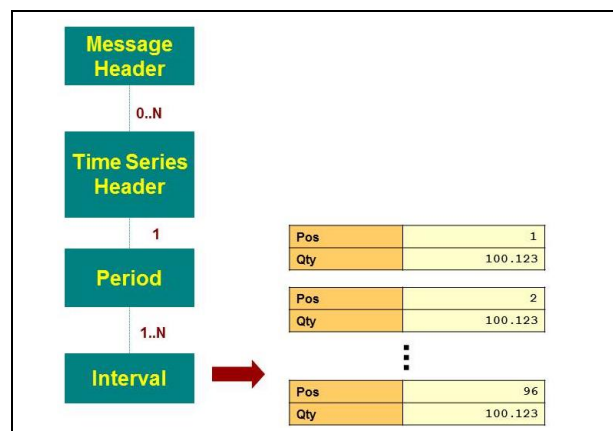 Message
Header
0..N
Time Series
Header
1
Period
1..N
Interval
Pos 1
Qty 100.123
Pos 2
Qty 100.123
Pos 96
Qty 100.123